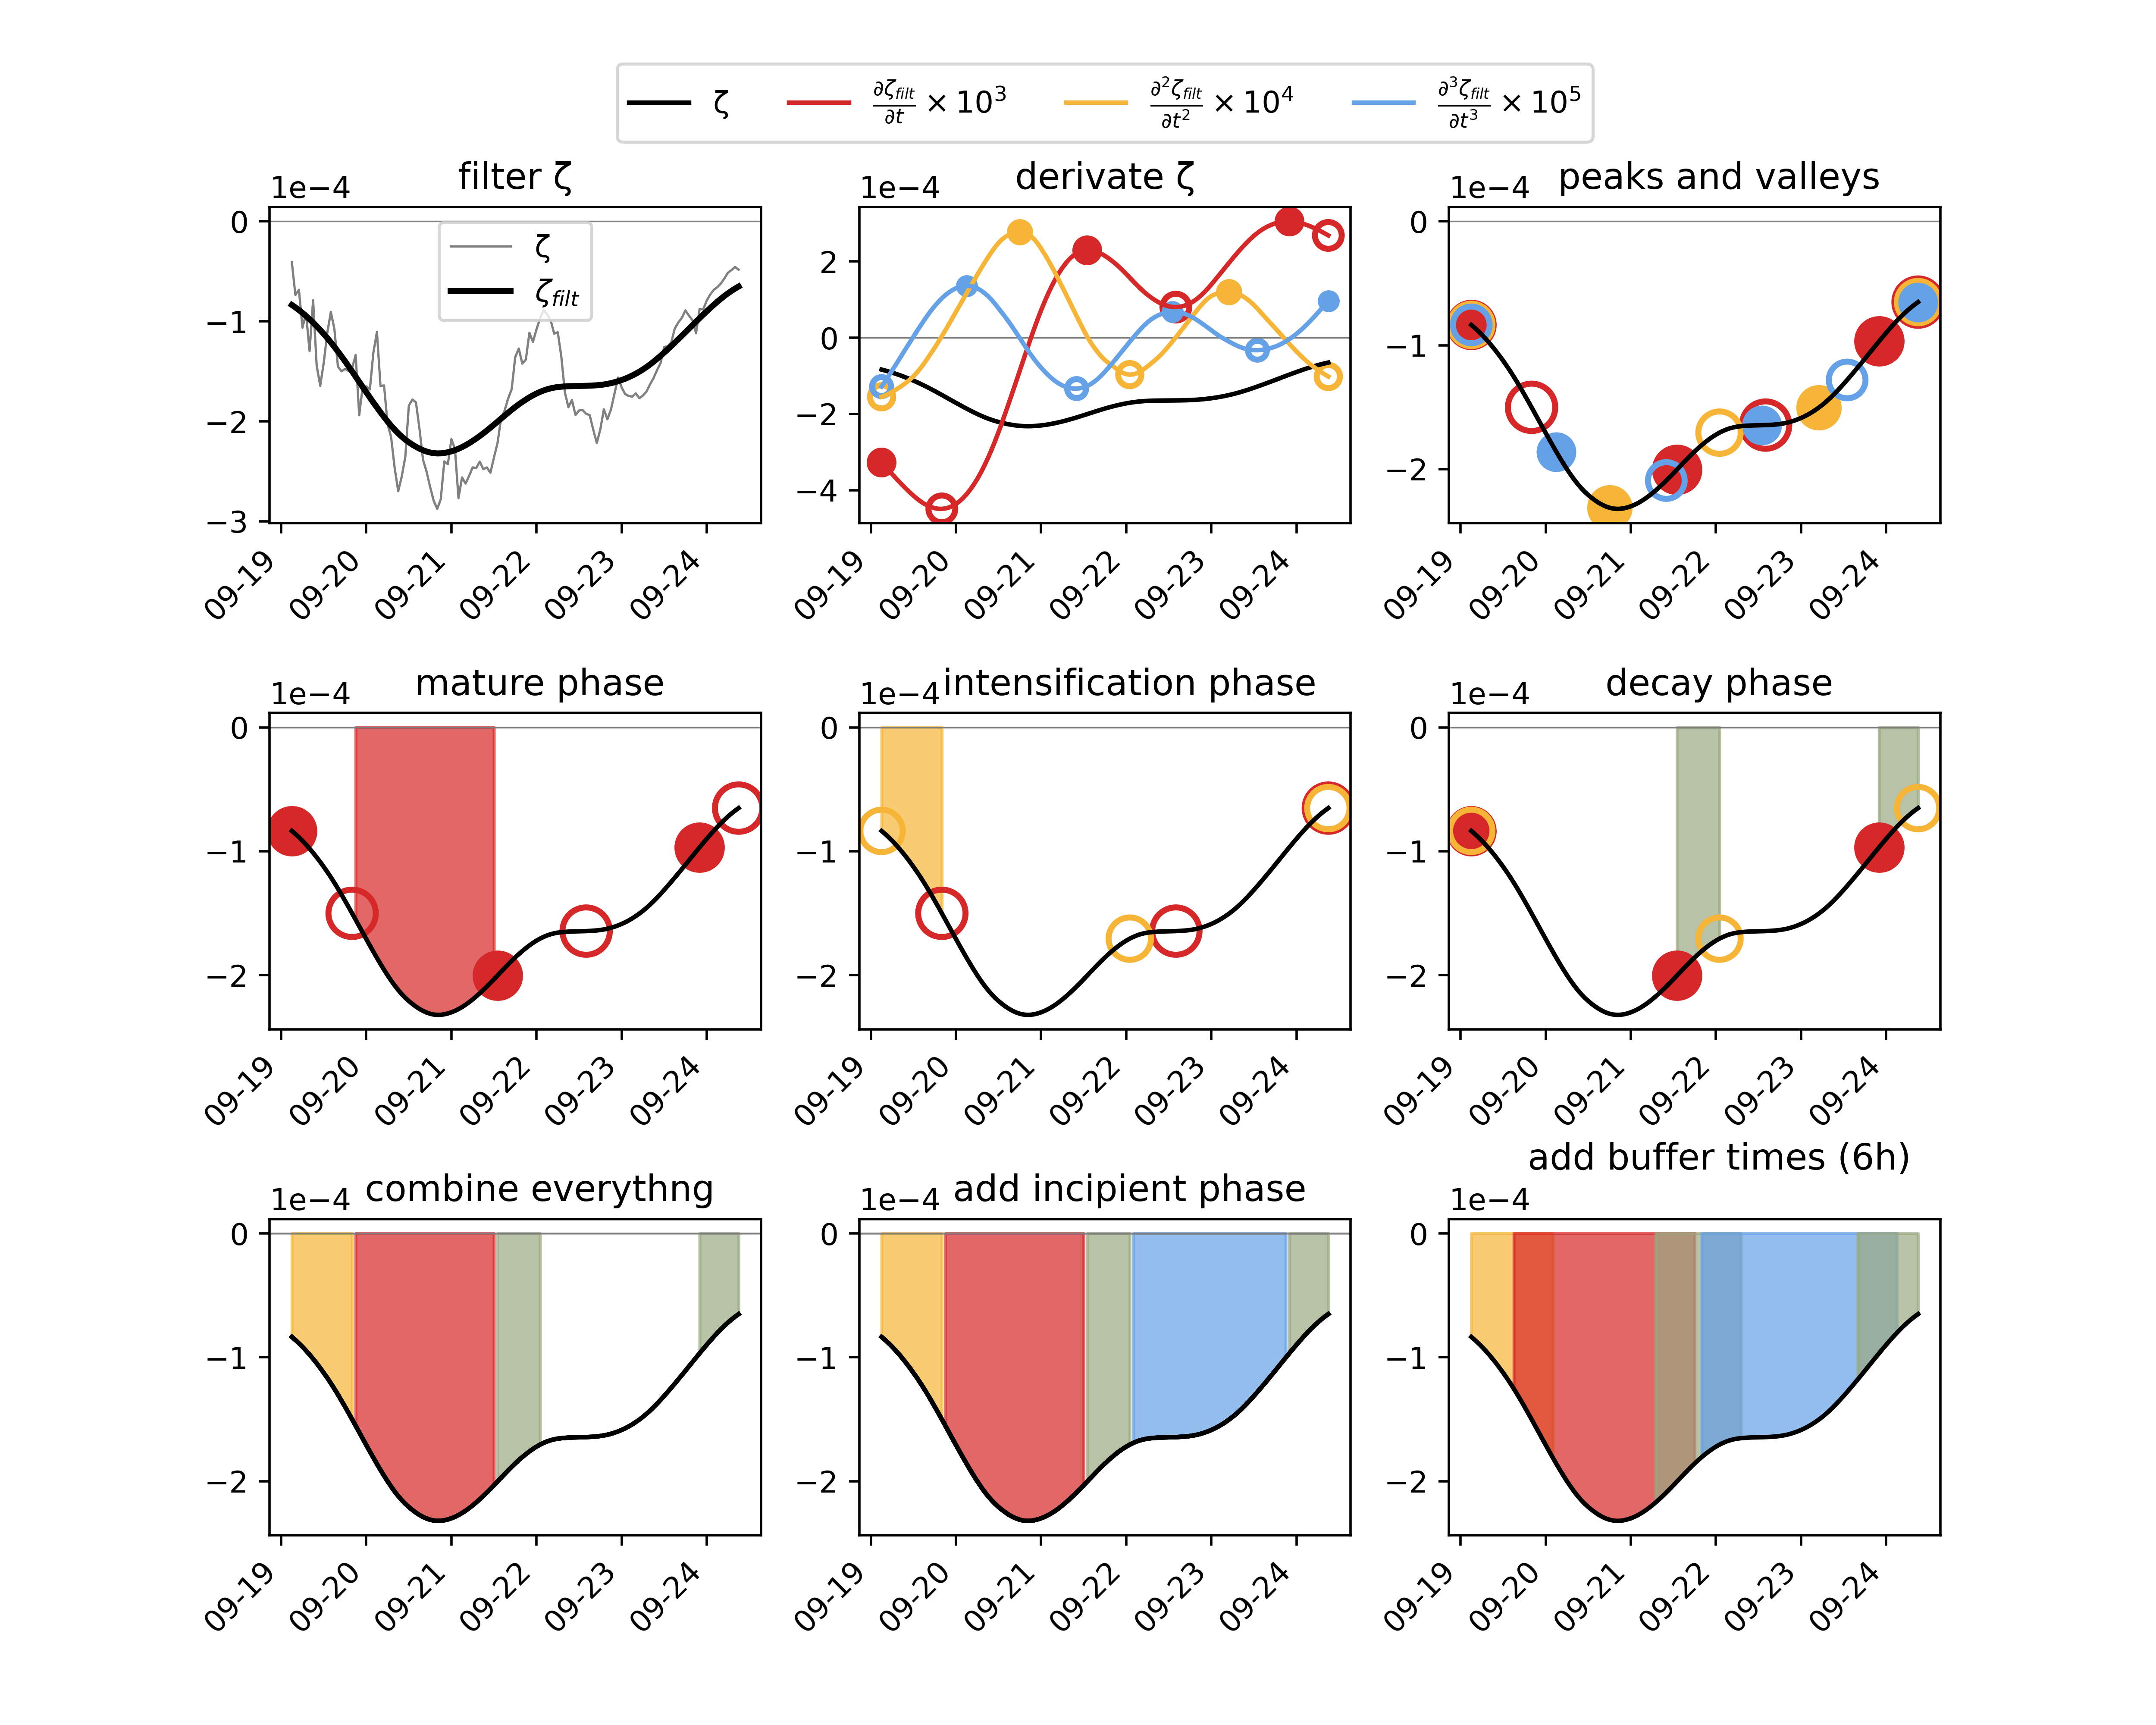 ζ ∂ζfilt/∂t × 10³ ∂²ζfilt/∂t² × 10⁴ ∂³ζfilt/∂t³ × 10⁵
filter ζ
1e−4
ζ
ζfilt
0
−1
−2
−3
09-19 09-20 09-21 09-22 09-23 09-24
derivate ζ
1e−4
2
0
−2
−4
09-19 09-20 09-21 09-22 09-23 09-24
peaks and valleys
1e−4
0
−1
−2
09-19 09-20 09-21 09-22 09-23 09-24
mature phase
1e−4
0
−1
−2
09-19 09-20 09-21 09-22 09-23 09-24
intensification phase
1e−4
0
−1
−2
09-19 09-20 09-21 09-22 09-23 09-24
decay phase
1e−4
0
−1
−2
09-19 09-20 09-21 09-22 09-23 09-24
combine everythng
1e−4
0
−1
−2
09-19 09-20 09-21 09-22 09-23 09-24
add incipient phase
1e−4
0
−1
−2
09-19 09-20 09-21 09-22 09-23 09-24
add buffer times (6h)
1e−4
0
−1
−2
09-19 09-20 09-21 09-22 09-23 09-24